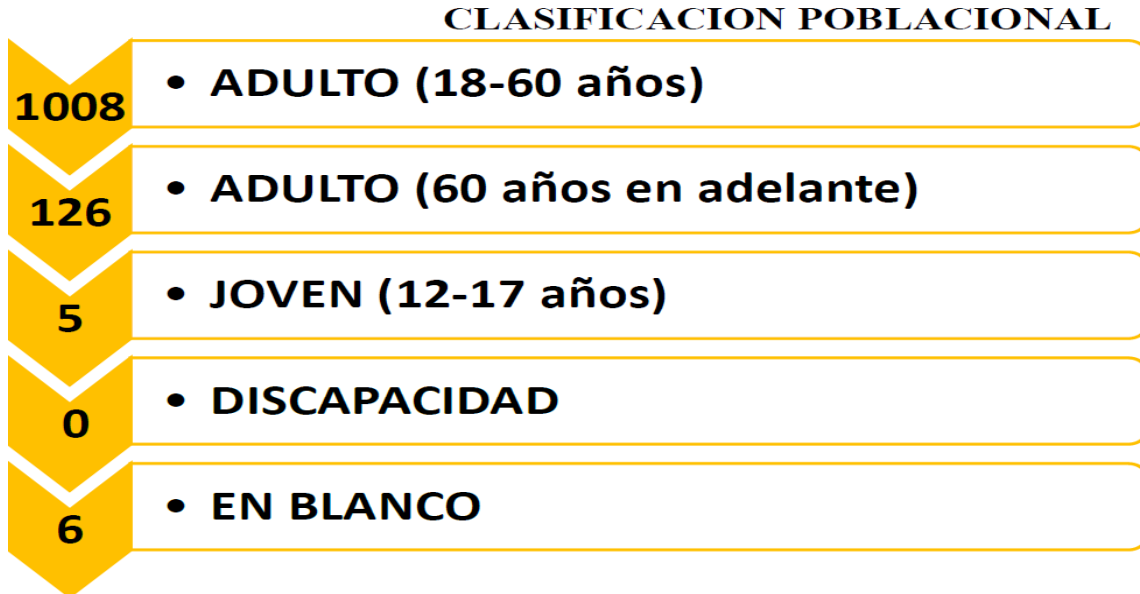 CLASIFICACION POBLACIONAL
1008
• ADULTO (18-60 años)
126
• ADULTO (60 años en adelante)
5
• JOVEN (12-17 años)
0
• DISCAPACIDAD
6
• EN BLANCO